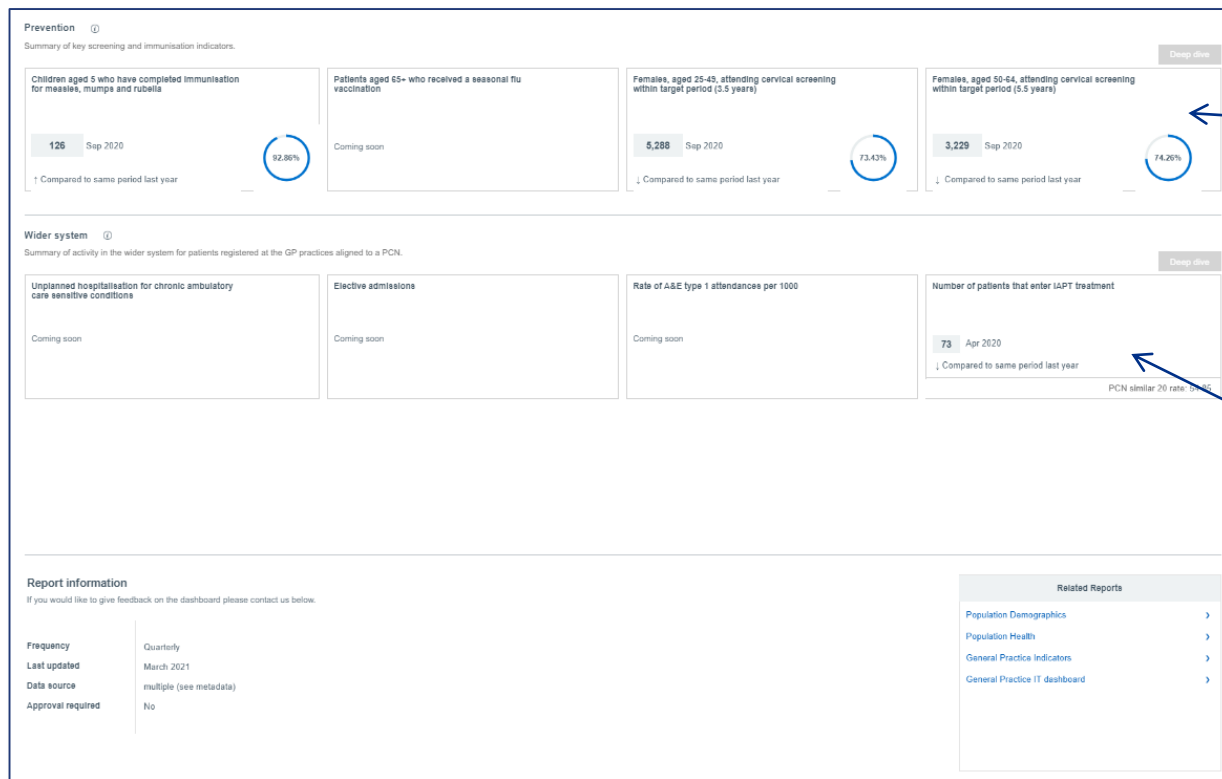 Prevention
Summary of key screening and immunisation indicators.
Deep dive
Children aged 5 who have completed immunisation
for measles, mumps and rubella
126 Sep 2020
92.86%
↑ Compared to same period last year
Patients aged 65+ who received a seasonal flu
vaccination
Coming soon
Females, aged 25-49, attending cervical screening
within target period (3.5 years)
5,288 Sep 2020
73.43%
↓ Compared to same period last year
Females, aged 50-64, attending cervical screening
within target period (5.5 years)
3,229 Sep 2020
74.26%
↓ Compared to same period last year
Wider system
Summary of activity in the wider system for patients registered at the GP practices aligned to a PCN.
Deep dive
Unplanned hospitalisation for chronic ambulatory
care sensitive conditions
Coming soon
Elective admissions
Coming soon
Rate of A&E type 1 attendances per 1000
Coming soon
Number of patients that enter IAPT treatment
73 Apr 2020
↓ Compared to same period last year
PCN similar 20 rate:
Report information
If you would like to give feedback on the dashboard please contact us below.
Frequency Quarterly
Last updated March 2021
Data source multiple (see metadata)
Approval required No
Related Reports
Population Demographics
Population Health
General Practice Indicators
General Practice IT dashboard